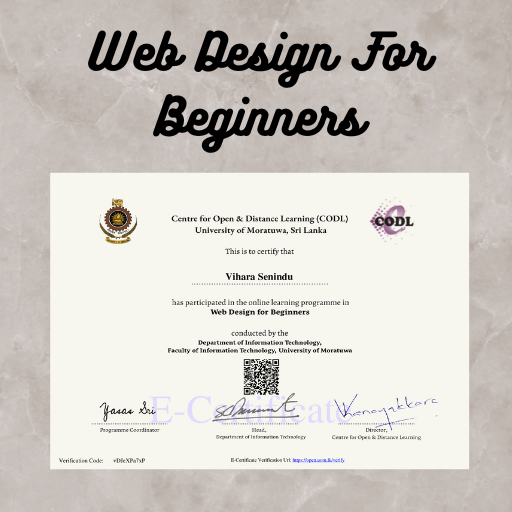 Web Design For
Beginners
CODL
Centre for Open & Distance Learning (CODL)
University of Moratuwa, Sri Lanka
This is to certify that
Vihara Senindu
has participated in the online learning programme in
Web Design for Beginners
conducted by the
Department of Information Technology,
Faculty of Information Technology, University of Moratuwa
E-Certificate
Yasas Sri
Programme Coordinator
Head,
Department of Information Technology
Director,
Centre for Open & Distance Learning
Verification Code:
E-Certificate Verification Url: https://open.uom.lk/verify